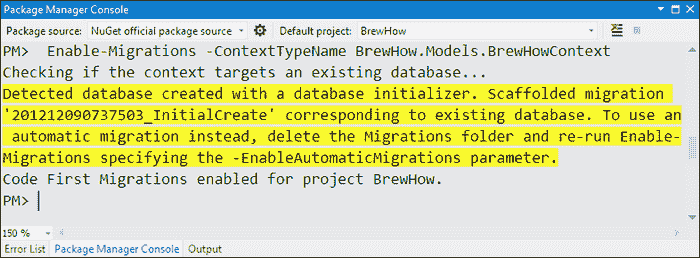 Package Manager Console
Package source: NuGet official package source Default project: BrewHow
PM> Enable-Migrations -ContextTypeName BrewHow.Models.BrewHowContext
Checking if the context targets an existing database...
Detected database created with a database initializer. Scaffolded migration
'201212090737503_InitialCreate' corresponding to existing database. To use an
automatic migration instead, delete the Migrations folder and re-run Enable-
Migrations specifying the -EnableAutomaticMigrations parameter.
Code First Migrations enabled for project BrewHow.
PM>
150 %
Error List Package Manager Console Output